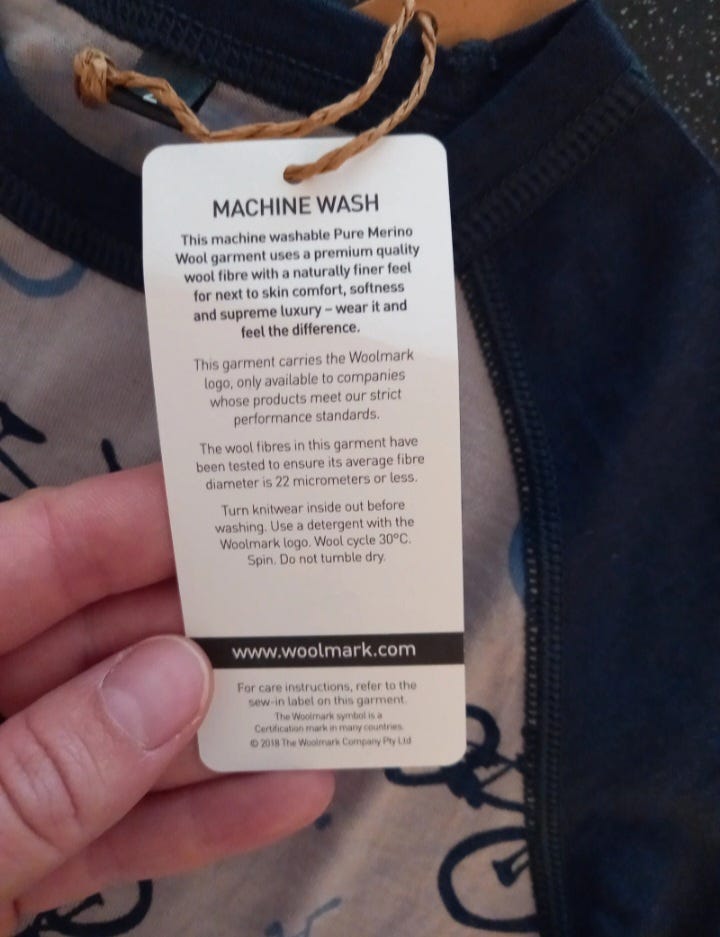 MACHINE WASH
This machine washable Pure Merino
Wool garment uses a premium quality
wool fibre with a naturally finer feel
for next to skin comfort, softness
and supreme luxury – wear it and
feel the difference.
This garment carries the Woolmark
logo, only available to companies
whose products meet our strict
performance standards.
The wool fibres in this garment have
been tested to ensure its average fibre
diameter is 22 micrometers or less.
Turn knitwear inside out before
washing. Use a detergent with the
Woolmark logo. Wool cycle 30°C.
Spin. Do not tumble dry.
www.woolmark.com
For care instructions, refer to the
sew-in label on this garment.
The Woolmark symbol is a
Certification mark in many countries.
© 2018 The Woolmark Company Pty Ltd